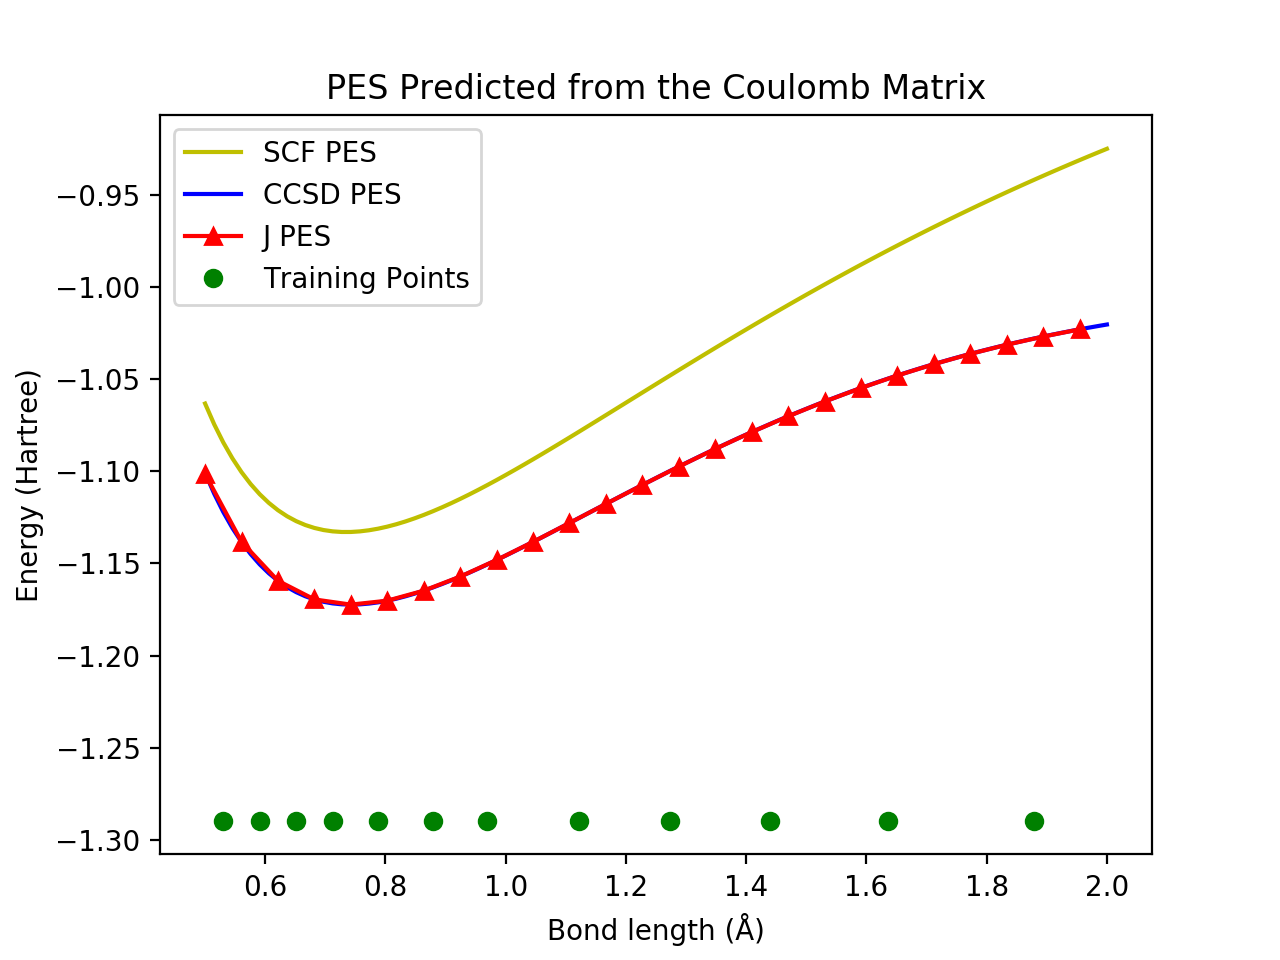 PES Predicted from the Coulomb Matrix
SCF PES
CCSD PES
J PES
Training Points
−0.95
−1.00
−1.05
−1.10
−1.15
−1.20
−1.25
−1.30
Energy (Hartree)
0.6 0.8 1.0 1.2 1.4 1.6 1.8 2.0
Bond length (Å)